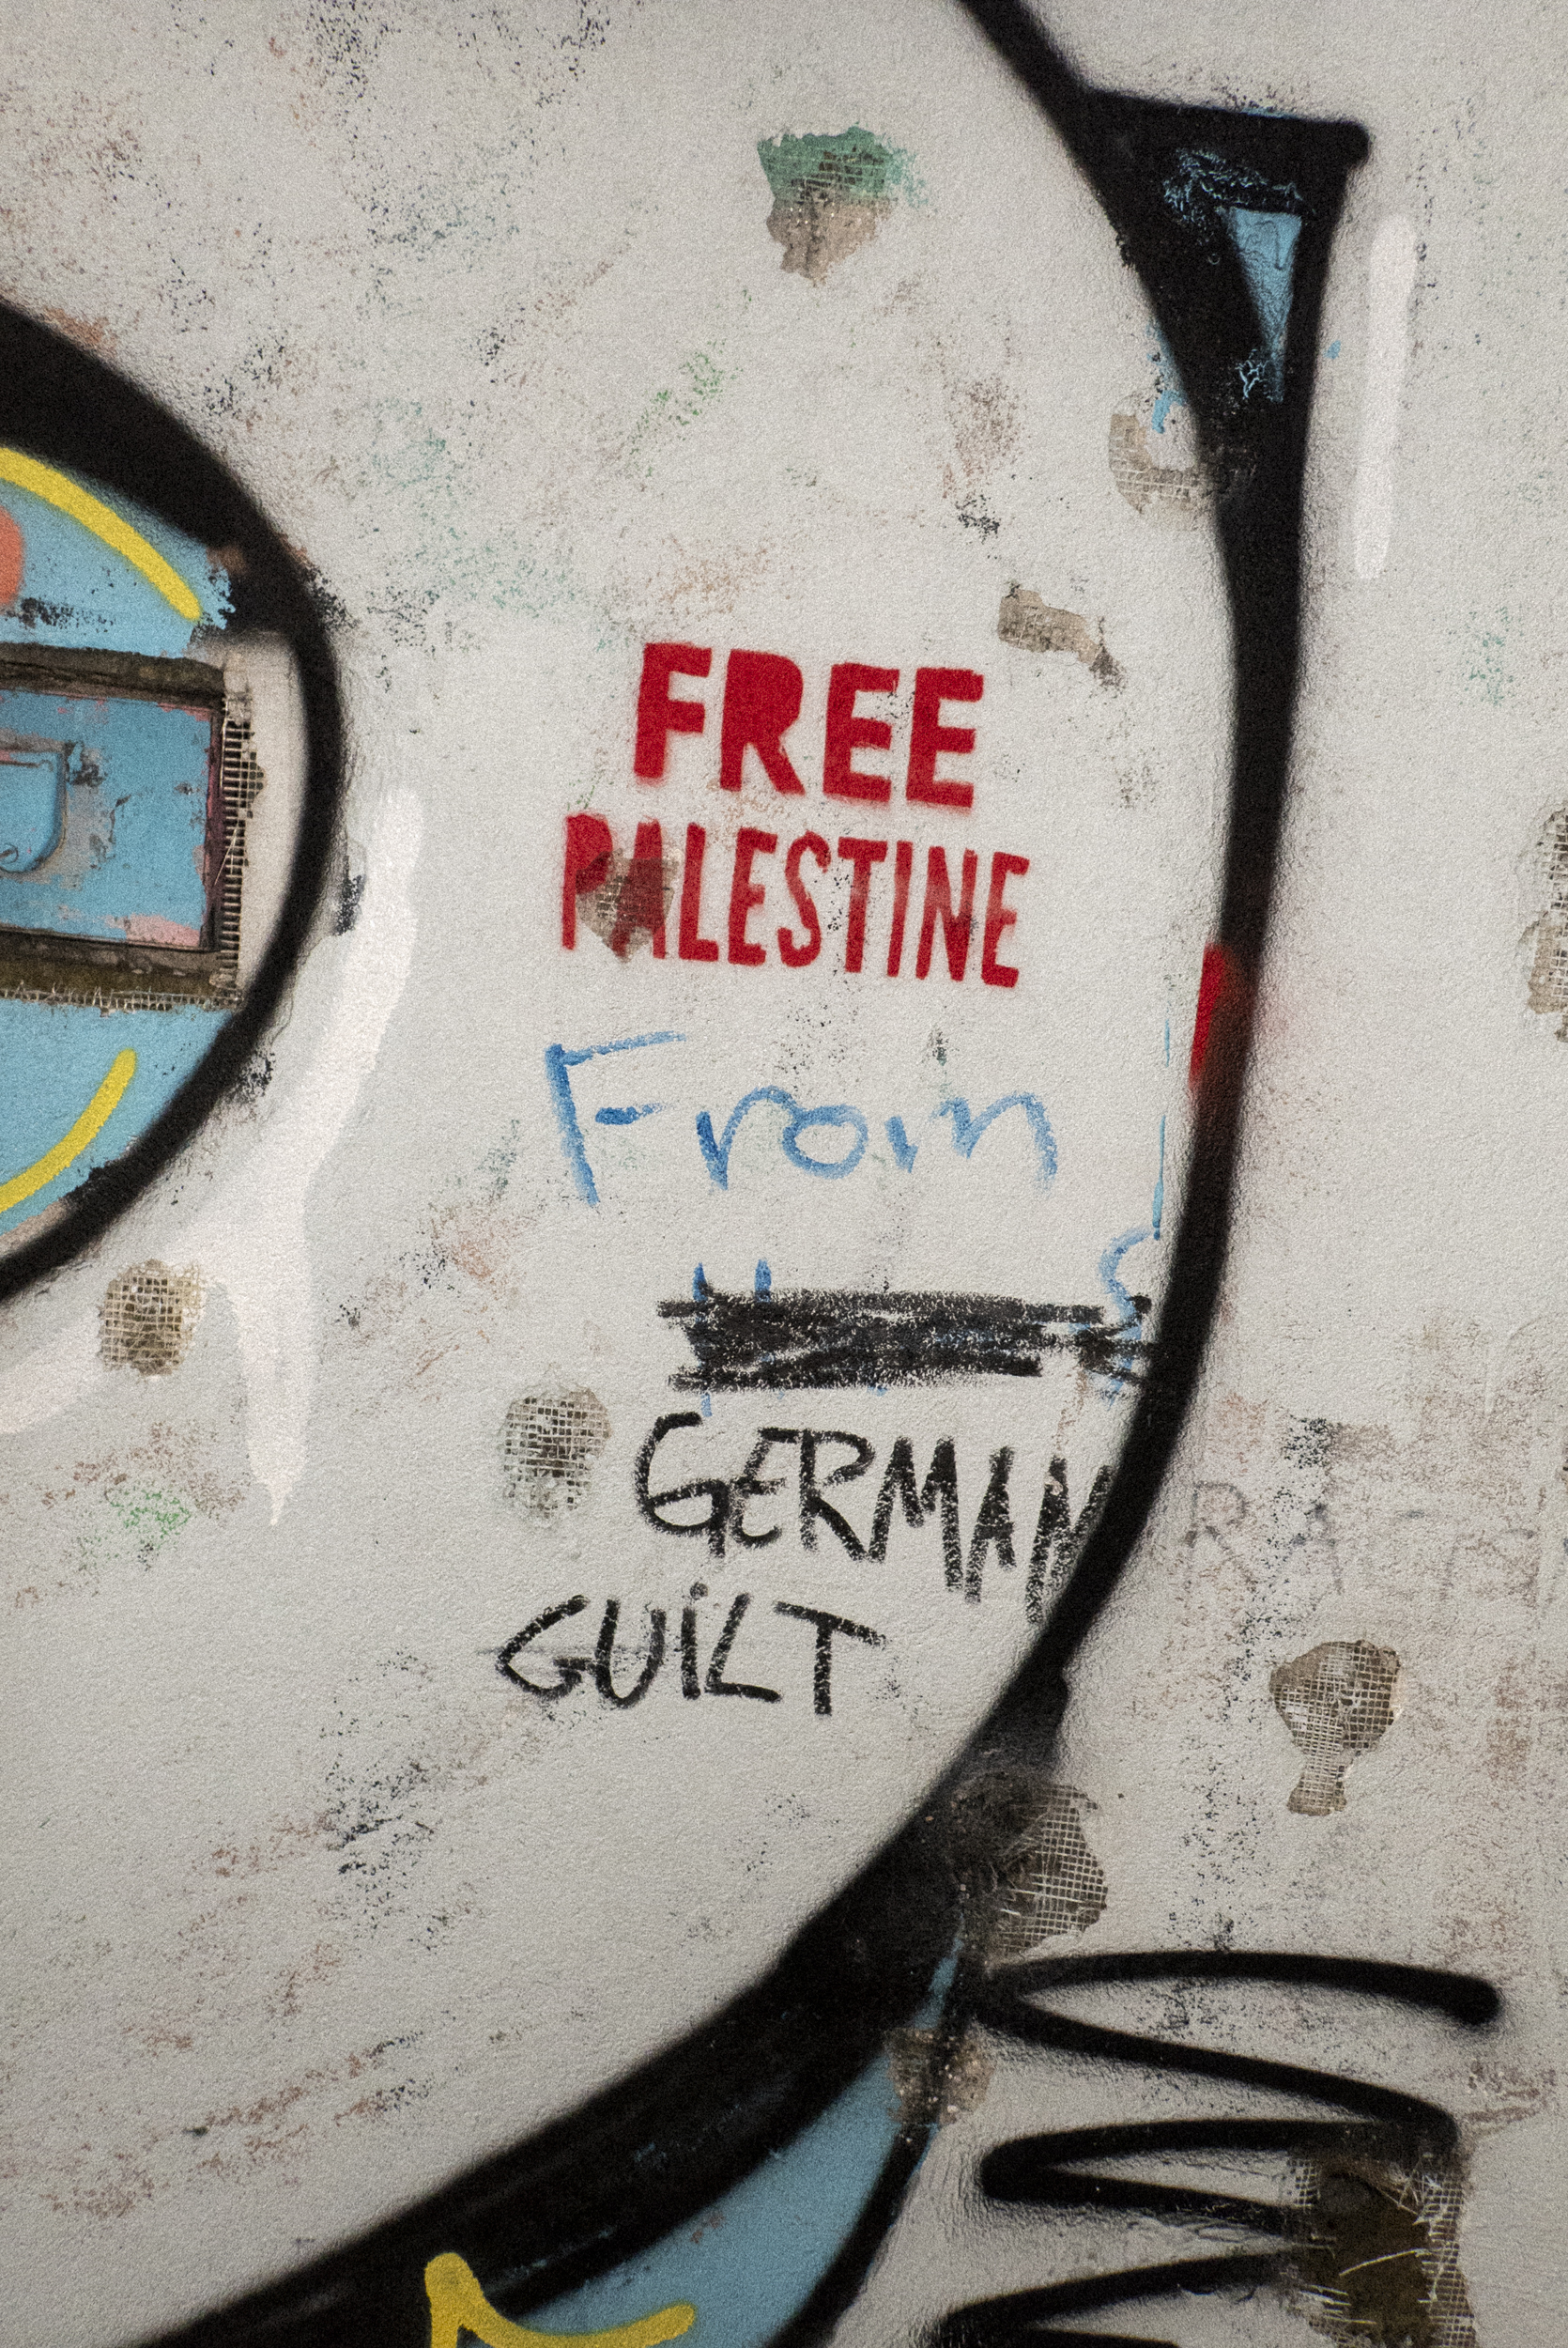 FREE
PALESTINE
From
GERMAN
GUiLT